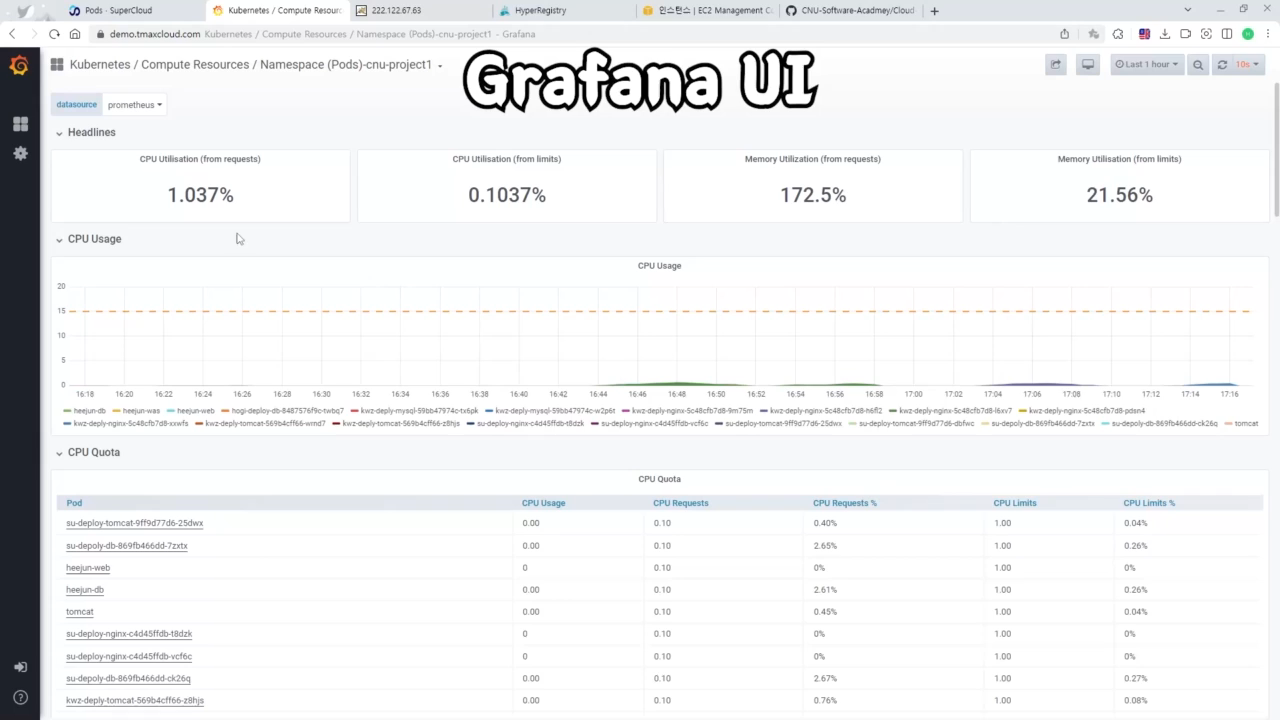 Pods - SuperCloud
Kubernetes / Compute Resourc
222.122.67.63
HyperRegistry
인스턴스 | EC2 Management Co
CNU-Software-Acadmey/Cloud
demo.tmaxcloud.com Kubernetes / Compute Resources / Namespace (Pods)-cnu-project1 - Grafana
Kubernetes / Compute Resources / Namespace (Pods)-cnu-project1
Grafana UI
Last 1 hour
10s
datasource prometheus
Headlines
CPU Utilisation (from requests)
1.037%
CPU Utilisation (from limits)
0.1037%
Memory Utilization (from requests)
172.5%
Memory Utilisation (from limits)
21.56%
CPU Usage
CPU Usage
20
15
10
5
0
16:18 16:20 16:22 16:24 16:26 16:28 16:30 16:32 16:34 16:36 16:38 16:40 16:42 16:44 16:46 16:48 16:50 16:52 16:54 16:56 16:58 17:00 17:02 17:04 17:06 17:08 17:10 17:12 17:14 17:16
heejun-db heejun-was heejun-web hogi-deploy-db-8487576f9c-twbq7 kwz-deply-mysql-59bb47974c-tx6pk kwz-deply-mysql-59bb47974c-w2p6t kwz-deply-nginx-5c48cfb7d8-9m75m kwz-deply-nginx-5c48cfb7d8-h6fl2 kwz-deply-nginx-5c48cfb7d8-l6xv7 kwz-deply-nginx-5c48cfb7d8-pdsn4
kwz-deply-nginx-5c48cfb7d8-xxwfs kwz-deply-tomcat-569b4cff66-wrnd7 kwz-deply-tomcat-569b4cff66-z8hjs su-deploy-nginx-c4d45ffdb-t8dzk su-deploy-nginx-c4d45ffdb-vcf6c su-deploy-tomcat-9ff9d77d6-25dwx su-deploy-tomcat-9ff9d77d6-dbfwc su-depoly-db-869fb466dd-7zxtx su-depoly-db-869fb466dd-ck26q tomcat
CPU Quota
CPU Quota
Pod CPU Usage CPU Requests CPU Requests % CPU Limits CPU Limits %
su-deploy-tomcat-9ff9d77d6-25dwx 0.00 0.10 0.40% 1.00 0.04%
su-depoly-db-869fb466dd-7zxtx 0.00 0.10 2.65% 1.00 0.26%
heejun-web 0 0.10 0% 1.00 0%
heejun-db 0.00 0.10 2.61% 1.00 0.26%
tomcat 0.00 0.10 0.45% 1.00 0.04%
su-deploy-nginx-c4d45ffdb-t8dzk 0 0.10 0% 1.00 0%
su-deploy-nginx-c4d45ffdb-vcf6c 0 0.10 0% 1.00 0%
su-depoly-db-869fb466dd-ck26q 0.00 0.10 2.67% 1.00 0.27%
kwz-deply-tomcat-569b4cff66-z8hjs 0.00 0.10 0.76% 1.00 0.08%